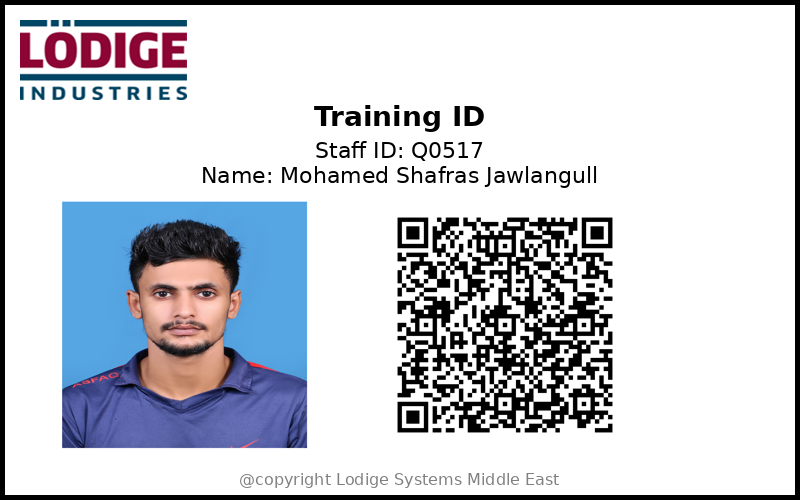 LÖDIGE
INDUSTRIES
Training ID
Staff ID: Q0517
Name: Mohamed Shafras Jawlangull
@copyright Lodige Systems Middle East